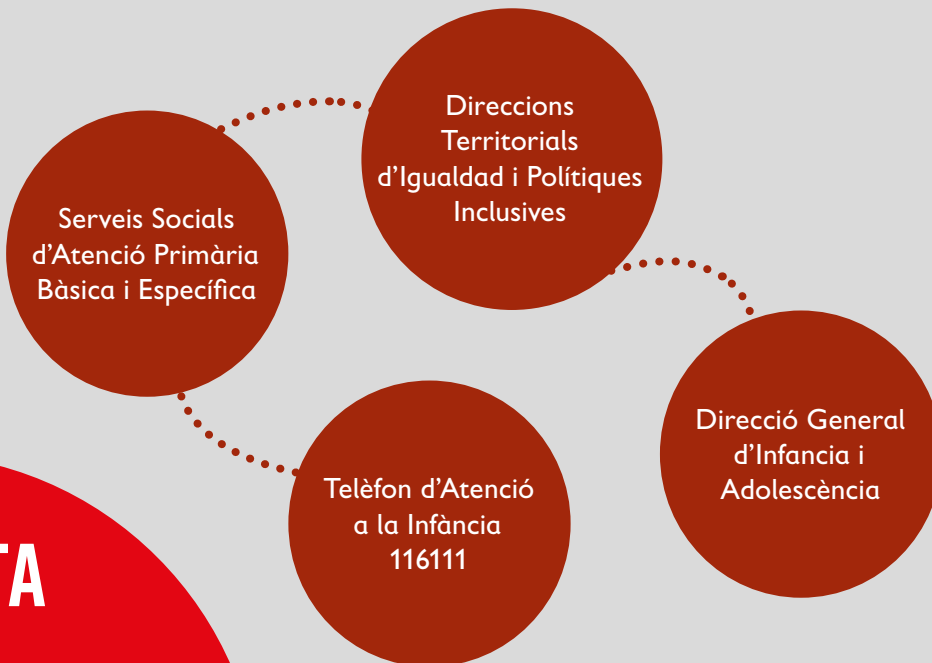 Direccions
Territorials
d’Igualdad i Polítiques
Inclusives
Serveis Socials
d’Atenció Primària
Bàsica i Específica
Direcció General
d’Infancia i
Adolescència
Telèfon d’Atenció
a la Infància
116111
TA